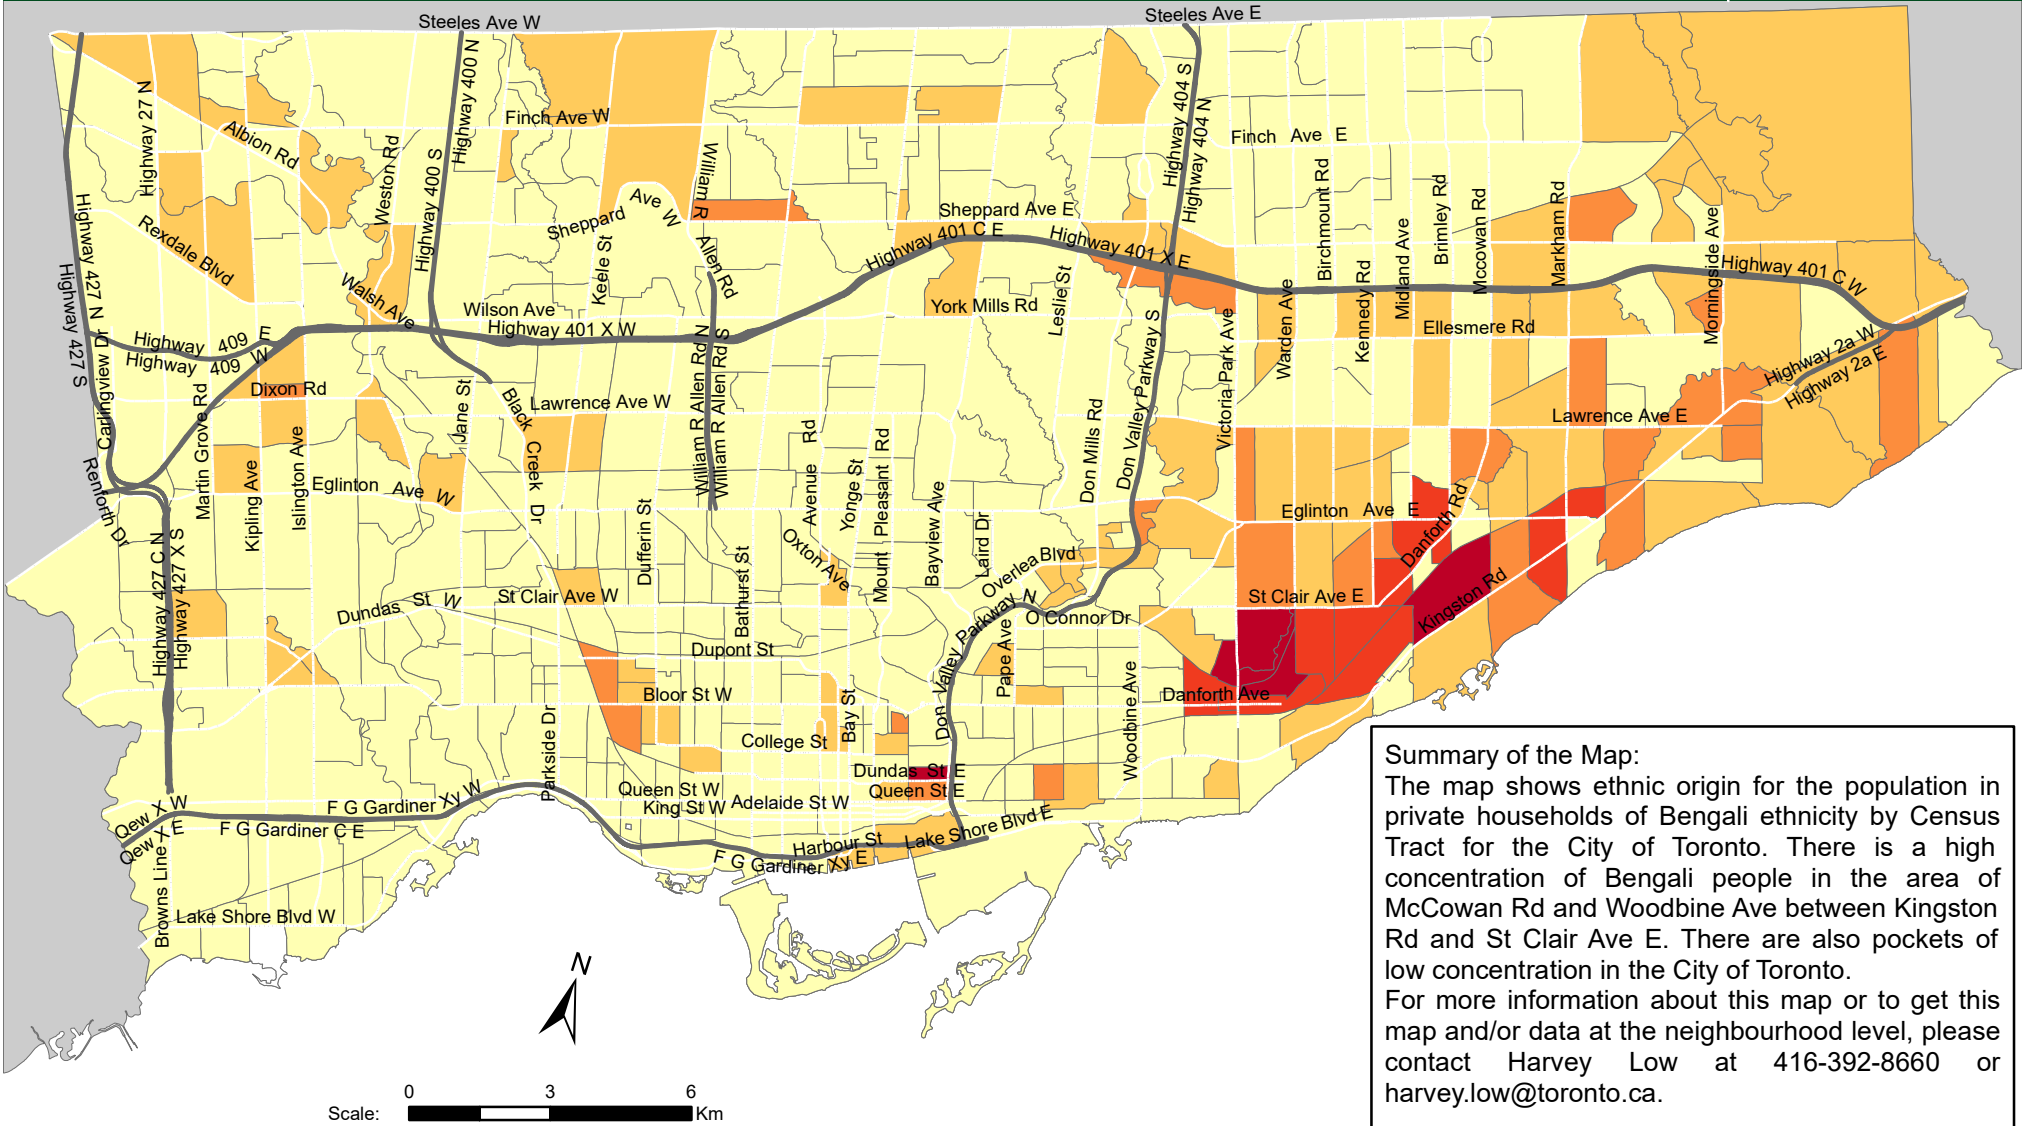 Steeles Ave W
Steeles Ave E
Highway 400 N
Highway 404 S
Highway 27 N
Finch Ave W
Highway 404 N
Albion Rd
Finch Ave E
Weston Rd
Highway 400 S
William R
Allen Rd
Birchmount Rd
Brimley Rd
Mccowan Rd
Markham Rd
Highway 427 N
Rexdale Blvd
Sheppard Ave W
Sheppard Ave E
Morningside Ave
Keele St
Highway 401 C E
Highway 401 X E
Midland Ave
Highway 427 S
Walsh Ave
Wilson Ave
York Mills Rd
Leslie St
Warden Ave
Kennedy Rd
Highway 401 C W
Highway 409 E
Highway 409 W
Highway 401 X W
Ellesmere Rd
Carlingview Dr
Dixon Rd
Jane St
Black Creek Dr
Lawrence Ave W
William R Allen Rd N
William R Allen Rd S
Don Valley Parkway S
Victoria Park Ave
Highway 2a W
Highway 2a E
Lawrence Ave E
Martin Grove Rd
Islington Ave
Kipling Ave
Renforth Dr
Eglinton Ave W
Avenue Rd
Yonge St
Mount Pleasant Rd
Bayview Ave
Laird Dr
Don Mills Rd
Eglinton Ave E
Danforth Rd
Highway 427 C N
Highway 427 X S
Dufferin St
Bathurst St
Oxton Ave
Overlea Blvd
Dundas St W
St Clair Ave W
St Clair Ave E
Kingston Rd
Don Valley Parkway N
O Connor Dr
Pape Ave
Dupont St
Bloor St W
Woodbine Ave
Danforth Ave
Parkside Dr
Bay St
College St
Dundas St E
Queen St E
Queen St W
King St W
Adelaide St W
Qew X W
Qew X E
F G Gardiner Xy W
F G Gardiner C E
Harbour St
Lake Shore Blvd E
F G Gardiner Xy E
Browns Line
Lake Shore Blvd W
N
0 3 6
Scale: Km
Summary of the Map:
The map shows ethnic origin for the population in
private households of Bengali ethnicity by Census
Tract for the City of Toronto. There is a high
concentration of Bengali people in the area of
McCowan Rd and Woodbine Ave between Kingston
Rd and St Clair Ave E. There are also pockets of
low concentration in the City of Toronto.
For more information about this map or to get this
map and/or data at the neighbourhood level, please
contact Harvey Low at 416-392-8660 or
harvey.low@toronto.ca.